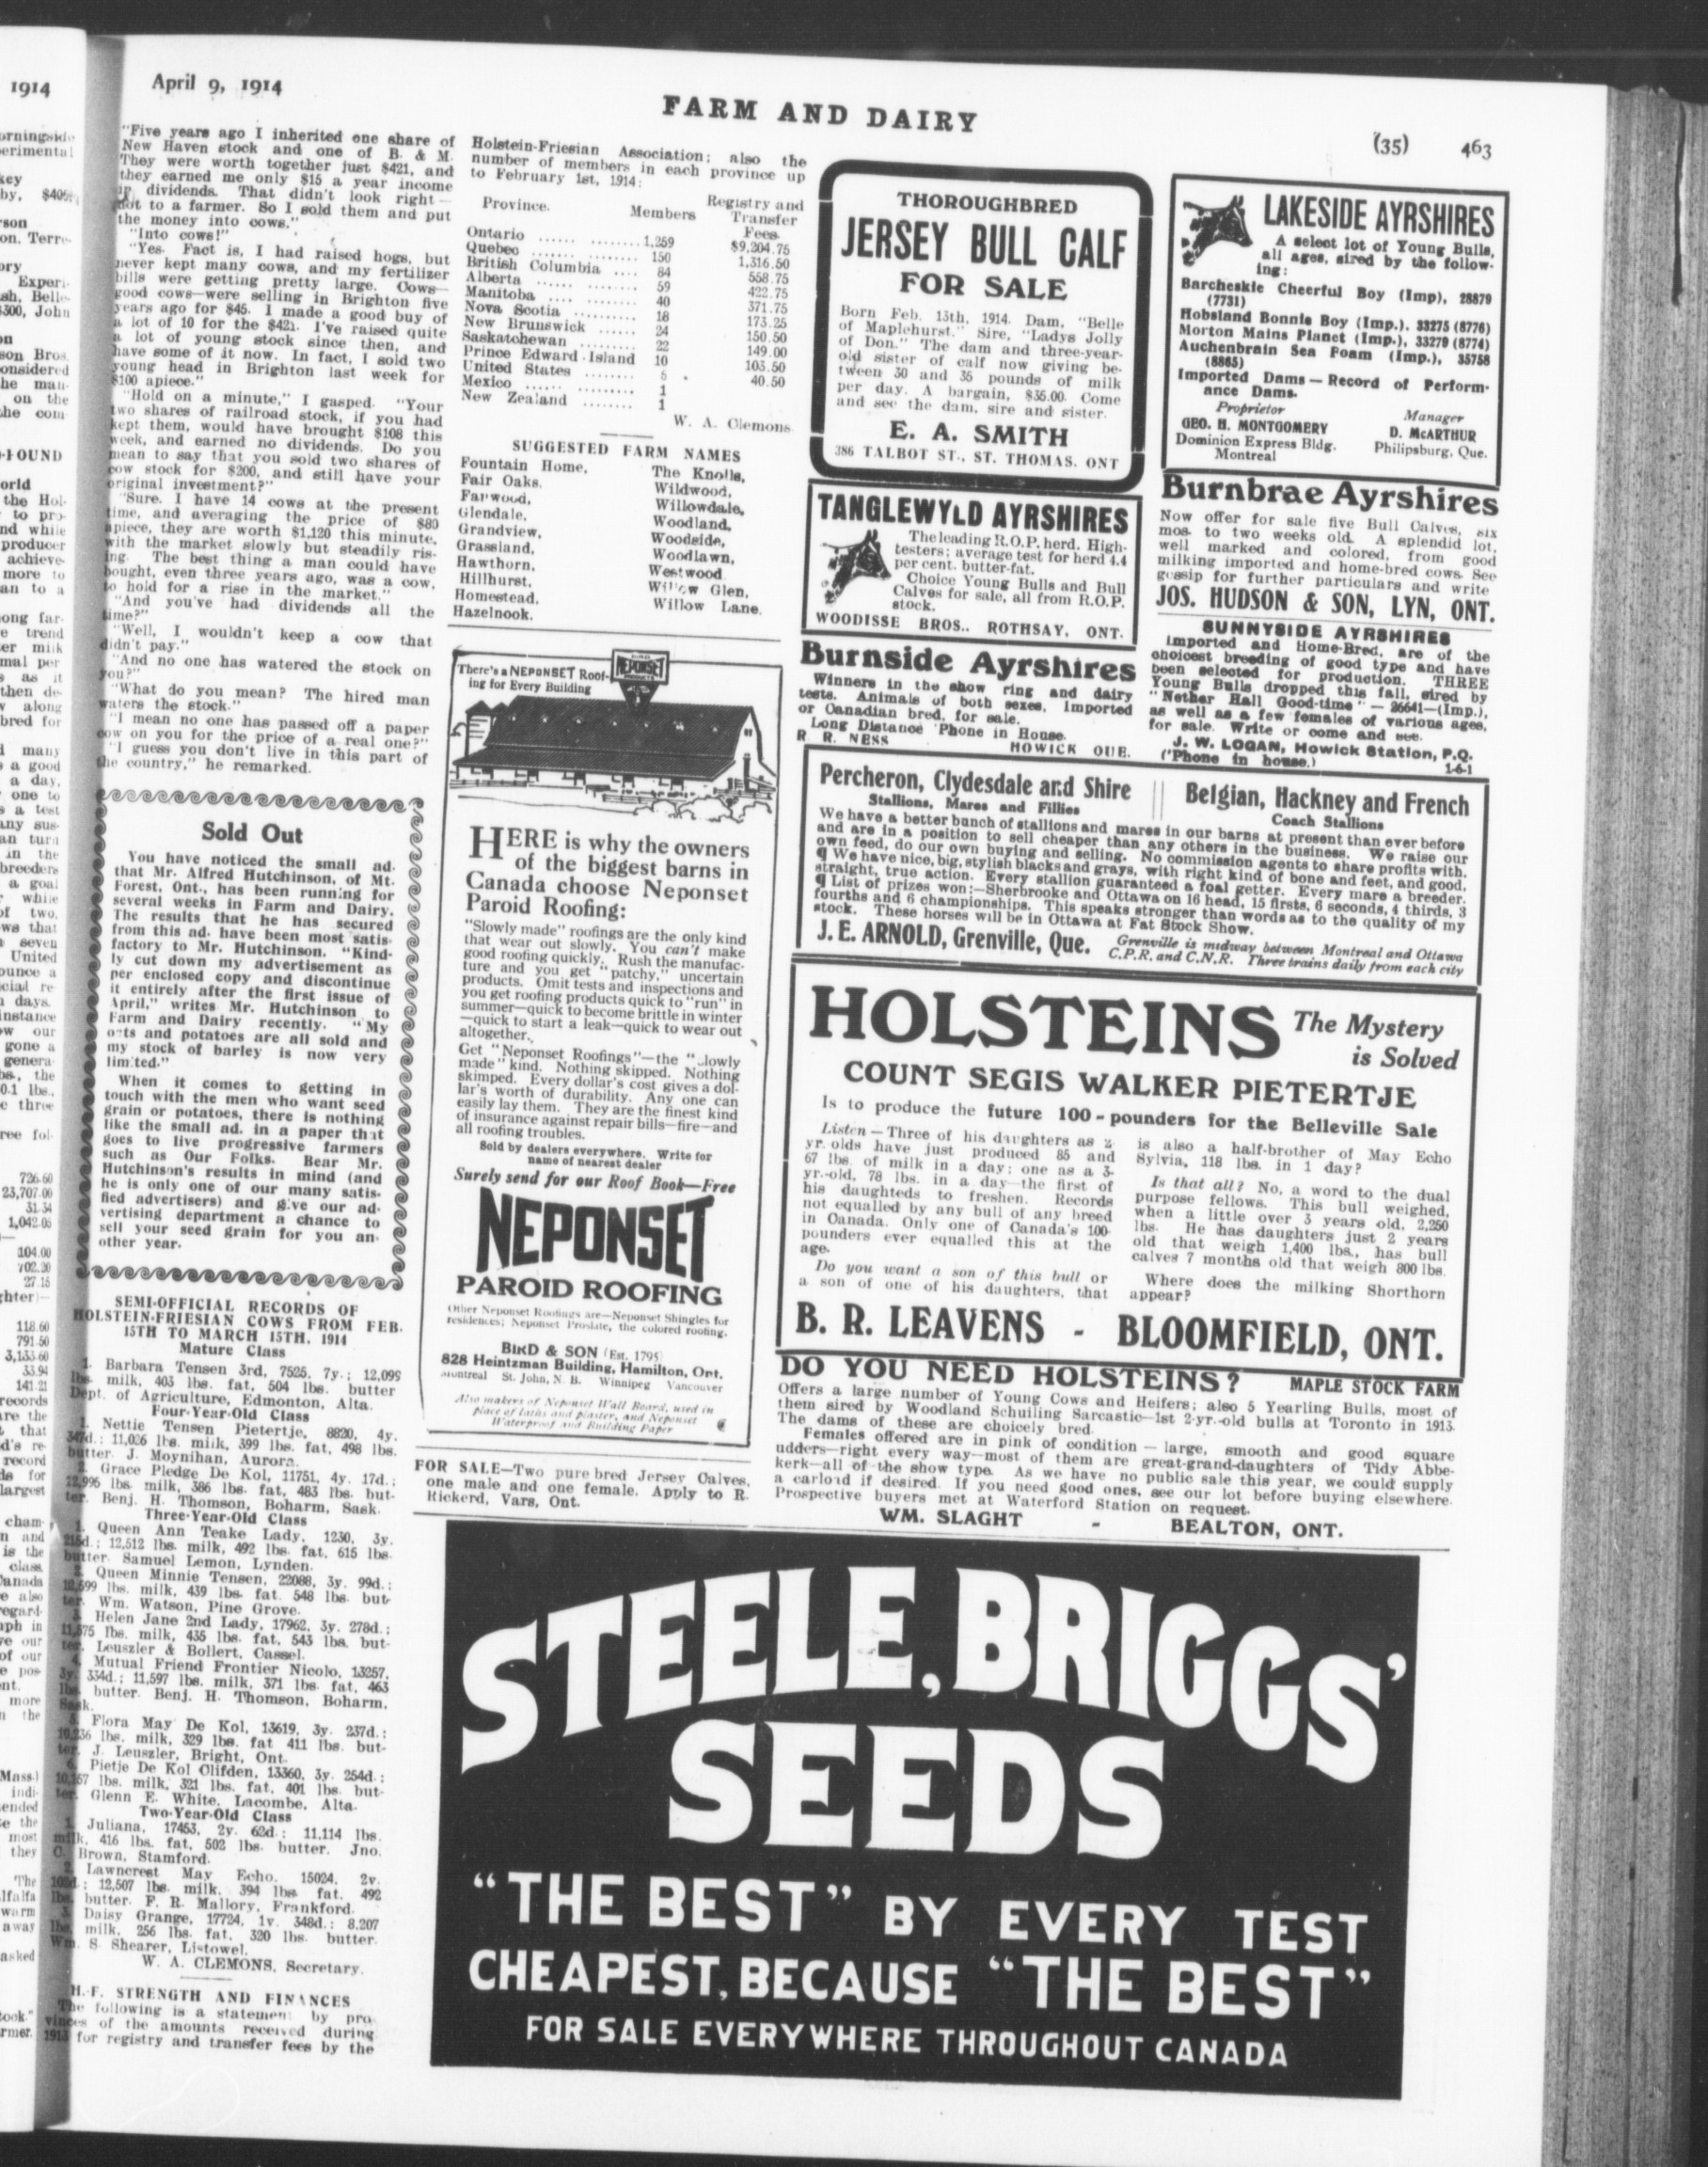 April 9, 1914
FARM AND DAIRY
(35) 463
"Five years ago I inherited one share of
New Haven stock and one of B. & M.
They were worth together just $421, and
they earned me only $15 a year income
in dividends. That didn't look right—
not to a farmer. So I sold them and put
the money into cows."
"Into cows!"
"Yes. Fact is, I had raised hogs, but
never kept many cows, and my fertilizer
bills were getting pretty large. Cows—
good cows—were selling in Brighton five
years ago for $45. I made a good buy of
a lot of 10 for the $421. I've raised quite
a lot of young stock since then, and
have some of it now. In fact, I sold two
young head in Brighton last week for
$100 apiece."
"Hold on a minute," I gasped. "Your
two shares of railroad stock, if you had
kept them, would have brought $108 this
week, and earned no dividends. Do you
mean to say that you sold two shares of
cow stock for $200, and still have your
original investment?"
"Sure. I have 14 cows at the present
time, and averaging the price of $80
apiece, they are worth $1,120 this minute,
with the market slowly but steadily ris-
ing. The best thing a man could have
bought, even three years ago, was a cow,
to hold for a rise in the market."
"And you've had dividends all the
time?"
"Well, I wouldn't keep a cow that
didn't pay."
"And no one has watered the stock on
you?"
"What do you mean? The hired man
waters the stock."
"I mean no one has passed off a paper
cow on you for the price of a real one?"
"I guess you don't live in this part of
the country," he remarked.
Sold Out
You have noticed the small ad.
that Mr. Alfred Hutchinson, of Mt.
Forest, Ont., has been running for
several weeks in Farm and Dairy.
The results that he has secured
from this ad. have been most satis-
factory to Mr. Hutchinson. "Kind-
ly cut down my advertisement as
per enclosed copy and discontinue
it entirely after the first issue of
April," writes Mr. Hutchinson to
Farm and Dairy recently. "My
oats and potatoes are all sold and
my stock of barley is now very
limited."
When it comes to getting in
touch with the men who want seed
grain or potatoes, there is nothing
like the small ad. in a paper that
goes to live progressive farmers
such as Our Folks. Bear Mr.
Hutchinson's results in mind (and
he is only one of our many satis-
fied advertisers) and give our ad-
vertising department a chance to
sell your seed grain for you an-
other year.
SEMI-OFFICIAL RECORDS OF
HOLSTEIN-FRIESIAN COWS FROM FEB.
15TH TO MARCH 15TH, 1914
Mature Class
1. Barbara Tensen 3rd, 7525, 7y.; 12,099
lbs. milk, 403 lbs. fat, 504 lbs. butter
Dept. of Agriculture, Edmonton, Alta.
Four-Year-Old Class
1. Nettie Tensen Pietertje, 8820, 4y.
347d.; 11,026 lbs. milk, 399 lbs. fat, 498 lbs.
butter. J. Moynihan, Aurora.
2. Grace Pledge De Kol, 11751, 4y. 17d.;
12,996 lbs. milk, 386 lbs. fat, 483 lbs. but-
ter. Benj. H. Thomson, Boharm, Sask.
Three-Year-Old Class
1. Queen Ann Teake Lady, 1230, 3y.
215d.; 12,512 lbs. milk, 492 lbs. fat, 615 lbs.
butter. Samuel Lemon, Lynden.
2. Queen Minnie Tensen, 22088, 3y. 99d.;
12,699 lbs. milk, 439 lbs. fat. 548 lbs. but-
ter. Wm. Watson, Pine Grove.
3. Helen Jane 2nd Lady, 17962, 3y. 278d.;
11,575 lbs. milk, 435 lbs. fat, 543 lbs. but-
ter. Leuszler & Bollert, Cassel.
4. Mutual Friend Frontier Nicolo, 13257,
3y. 334d.; 11,597 lbs. milk, 371 lbs. fat, 463
lbs. butter. Benj. H. Thomson, Boharm,
Sask.
5. Flora May De Kol, 13619, 3y. 237d.;
10,236 lbs. milk, 329 lbs. fat 411 lbs. but-
ter. J. Leuszler, Bright, Ont.
6. Pietje De Kol Clifden, 13360, 3y. 254d.;
10,167 lbs. milk, 321 lbs. fat, 401 lbs. but-
ter. Glenn E. White, Lacombe, Alta.
Two-Year-Old Class
1. Juliana, 17453, 2y. 62d.; 11,114 lbs.
milk, 416 lbs. fat, 502 lbs. butter. Jno.
C. Brown, Stamford.
2. Lawncrest May Echo, 15024, 2y.
102d.; 12,507 lbs. milk, 394 lbs. fat, 492
lbs. butter. F. R. Mallory, Frankford.
3. Daisy Grange, 17724, 1y. 348d.; 8,207
lbs. milk, 256 lbs. fat, 320 lbs. butter.
Wm. S. Shearer, Listowel.
W. A. CLEMONS, Secretary.
H.-F. STRENGTH AND FINANCES
The following is a statement by pro-
vinces of the amounts received during
1913 for registry and transfer fees by the
Holstein-Friesian Association; also the
number of members in each province up
to February 1st, 1914:
Province. Members Registry and Transfer Fees.
Ontario ...... ........ 1,259 $9,204.75
Quebec ....... ........ 150 1,316.50
British Columbia .... 84 558.75
Alberta ...... ........ 59 422.75
Manitoba .... ........ 40 371.75
Nova Scotia .......... 18 173.25
New Brunswick ...... 24 150.50
Saskatchewan ........ 22 149.00
Prince Edward Island 10 103.50
United States ........ 5 40.50
Mexico ...... ......... 1
New Zealand ........ 1
W. A. Clemons.
SUGGESTED FARM NAMES
Fountain Home, The Knolls,
Fair Oaks, Wildwood,
Farwood, Willowdale,
Glendale, Woodland,
Grandview, Woodside,
Grassland, Woodlawn,
Hawthorn, Westwood
Hillhurst, Willow Glen,
Homestead, Willow Lane.
Hazelnook.
There's a NEPONSET Roof-
ing for Every Building
NEPONSET
HERE is why the owners
of the biggest barns in
Canada choose Neponset
Paroid Roofing:
"Slowly made" roofings are the only kind
that wear out slowly. You can't make
good roofing quickly. Rush the manufac-
ture and you get "patchy," uncertain
products. Omit tests and inspections and
you get roofing products quick to "run" in
summer—quick to become brittle in winter
—quick to start a leak—quick to wear out
altogether.
Get "Neponset Roofings"—the "slowly
made" kind. Nothing skipped. Nothing
skimped. Every dollar's cost gives a dol-
lar's worth of durability. Any one can
easily lay them. They are the finest kind
of insurance against repair bills—fire—and
all roofing troubles.
Sold by dealers everywhere. Write for
name of nearest dealer
Surely send for our Roof Book—Free
NEPONSET
PAROID ROOFING
Other Neponset Roofings are—Neponset Shingles for
residences; Neponset Proslate, the colored roofing.
BIRD & SON (Est. 1795)
828 Heintzman Building, Hamilton, Ont.
Montreal St. John, N. B. Winnipeg Vancouver
Also makers of Neponset Wall Board, used in
place of laths and plaster, and Neponset
Waterproof and Building Paper
FOR SALE—Two pure bred Jersey Calves,
one male and one female. Apply to R.
Rickerd, Vars, Ont.
THOROUGHBRED
JERSEY BULL CALF
FOR SALE
Born Feb. 15th, 1914. Dam, "Belle
of Maplehurst." Sire, "Ladys Jolly
of Don." The dam and three-year-
old sister of calf now giving be-
tween 30 and 35 pounds of milk
per day. A bargain, $35.00. Come
and see the dam, sire and sister.
E. A. SMITH
386 TALBOT ST., ST. THOMAS, ONT
TANGLEWYLD AYRSHIRES
The leading R.O.P. herd. High-
testers; average test for herd 4.4
per cent. butter-fat.
Choice Young Bulls and Bull
Calves for sale, all from R.O.P.
stock.
WOODISSE BROS., ROTHSAY, ONT.
Burnside Ayrshires
Winners in the show ring and dairy
tests. Animals of both sexes, Imported
or Canadian bred, for sale.
Long Distance 'Phone in House.
R. R. NESS HOWICK QUE.
LAKESIDE AYRSHIRES
A select lot of Young Bulls,
all ages, sired by the follow-
ing:
Barcheskie Cheerful Boy (Imp), 28879
(7731)
Hobsland Bonnie Boy (Imp.), 33275 (8776)
Morton Mains Planet (Imp.), 33279 (8774)
Auchenbrain Sea Foam (Imp.), 35758
(8865)
Imported Dams — Record of Perform-
ance Dams.
Proprietor Manager
GEO. H. MONTGOMERY D. McARTHUR
Dominion Express Bldg. Philipsburg, Que.
Montreal
Burnbrae Ayrshires
Now offer for sale five Bull Calves, six
mos. to two weeks old. A splendid lot,
well marked and colored, from good
milking imported and home-bred cows. See
gossip for further particulars and write
JOS. HUDSON & SON, LYN, ONT.
SUNNYSIDE AYRSHIRES
Imported and Home-Bred, are of the
choicest breeding of good type and have
been selected for production. THREE
Young Bulls dropped this fall, sired by
"Nether Hall Good-time" — 26641—(Imp.),
as well as a few females of various ages,
for sale. Write or come and see.
J. W. LOGAN, Howick Station, P.Q.
('Phone in house.) 1-6-1
Percheron, Clydesdale and Shire
Stallions, Mares and Fillies
Belgian, Hackney and French
Coach Stallions
We have a better bunch of stallions and mares in our barns at present than ever before
and are in a position to sell cheaper than any others in the business. We raise our
own feed, do our own buying and selling. No commission agents to share profits with.
¶ We have nice, big, stylish blacks and grays, with right kind of bone and feet, and good,
straight, true action. Every stallion guaranteed a foal getter. Every mare a breeder.
¶ List of prizes won:—Sherbrooke and Ottawa on 16 head, 15 firsts, 6 seconds, 4 thirds, 3
fourths and 6 championships. This speaks stronger than words as to the quality of my
stock. These horses will be in Ottawa at Fat Stock Show.
J. E. ARNOLD, Grenville, Que.
Grenville is midway between Montreal and Ottawa
C.P.R. and C.N.R. Three trains daily from each city
HOLSTEINS The Mystery
is Solved
COUNT SEGIS WALKER PIETERTJE
Is to produce the future 100-pounders for the Belleville Sale
Listen—Three of his daughters as 2-
yr. olds have just produced 85 and
67 lbs. of milk in a day; one as a 3-
yr.-old, 78 lbs. in a day—the first of
his daughteds to freshen. Records
not equalled by any bull of any breed
in Canada. Only one of Canada's 100-
pounders ever equalled this at the
age.
Do you want a son of this bull or
a son of one of his daughters, that
is also a half-brother of May Echo
Sylvia, 118 lbs. in 1 day?
Is that all? No, a word to the dual
purpose fellows. This bull weighed,
when a little over 3 years old, 2,250
lbs. He has daughters just 2 years
old that weigh 1,400 lbs., has bull
calves 7 months old that weigh 800 lbs.
Where does the milking Shorthorn
appear?
B. R. LEAVENS - BLOOMFIELD, ONT.
DO YOU NEED HOLSTEINS? MAPLE STOCK FARM
Offers a large number of Young Cows and Heifers; also 5 Yearling Bulls, most of
them sired by Woodland Schuiling Sarcastic—1st 2-yr.-old bulls at Toronto in 1913.
The dams of these are choicely bred.
Females offered are in pink of condition — large, smooth and good square
udders—right every way—most of them are great-grand-daughters of Tidy Abbe-
kerk—all of the show type. As we have no public sale this year, we could supply
a carload if desired. If you need good ones, see our lot before buying elsewhere.
Prospective buyers met at Waterford Station on request.
WM. SLAGHT - BEALTON, ONT.
STEELE, BRIGGS'
SEEDS
"THE BEST" BY EVERY TEST
CHEAPEST, BECAUSE "THE BEST"
FOR SALE EVERYWHERE THROUGHOUT CANADA